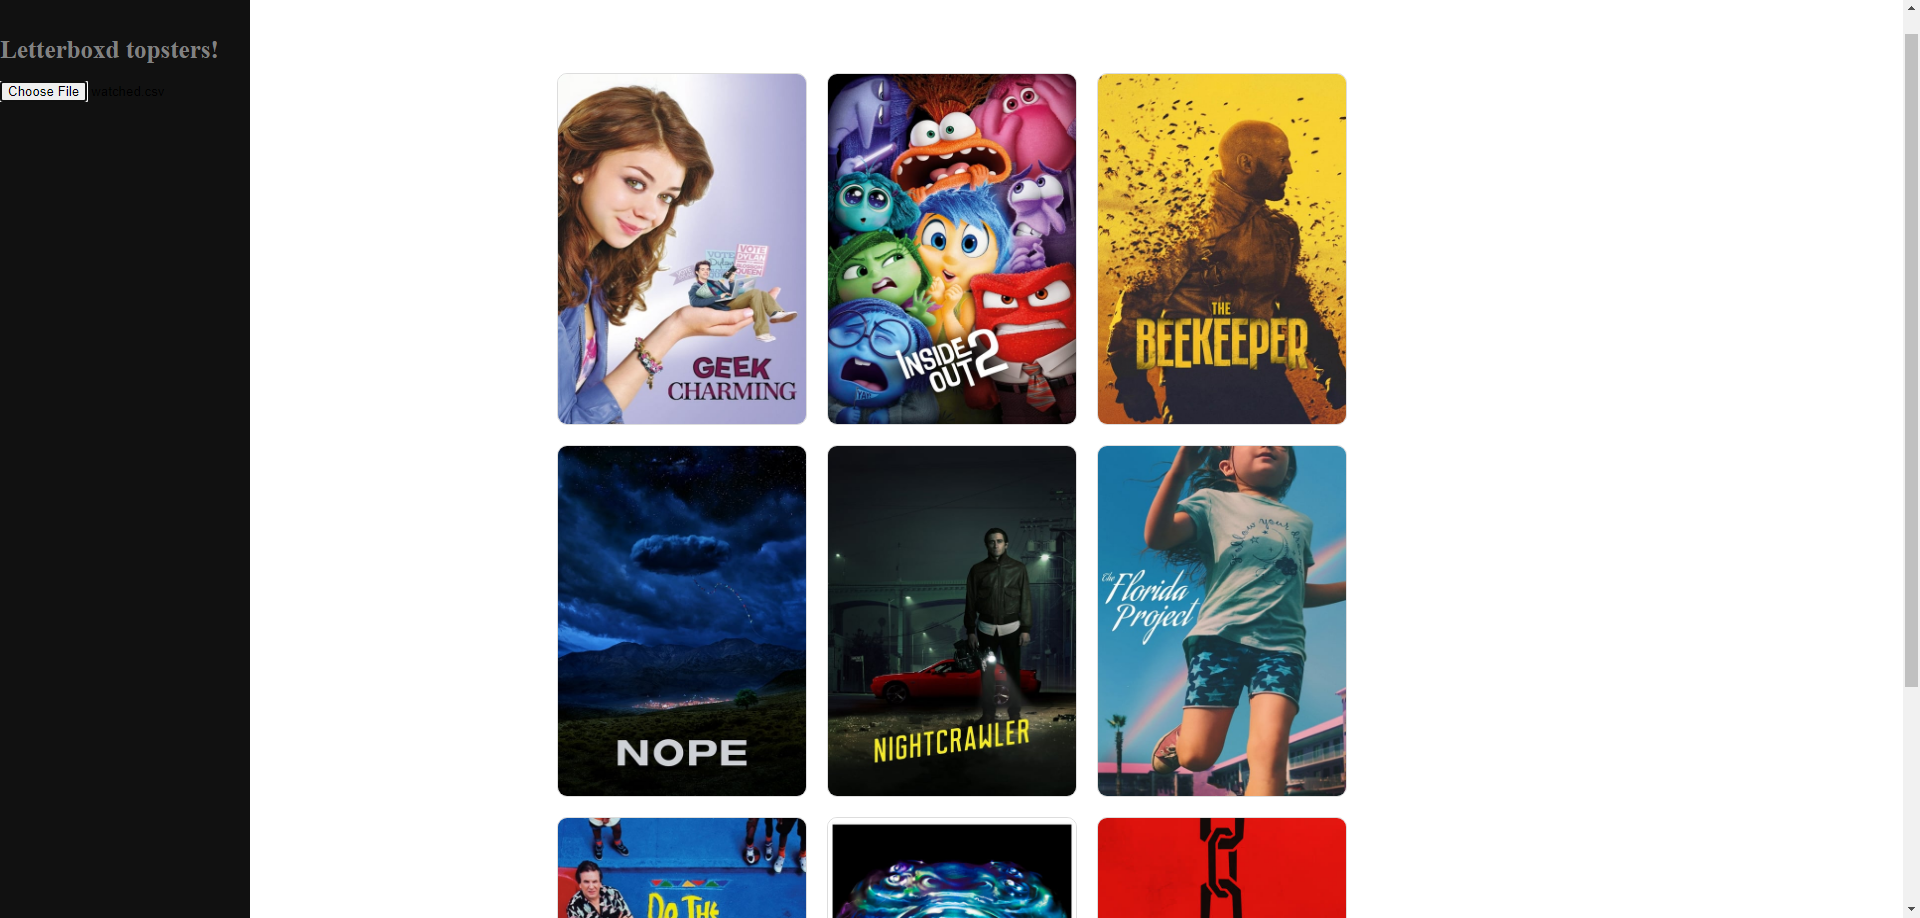 Letterboxd topsters!
Choose File watched.csv
GEEK
CHARMING
VOTE
DYLAN
QUEEN
INSIDE
OUT 2
THE
BEEKEEPER
NOPE
NIGHTCRAWLER
The
Florida
Project
DO THE